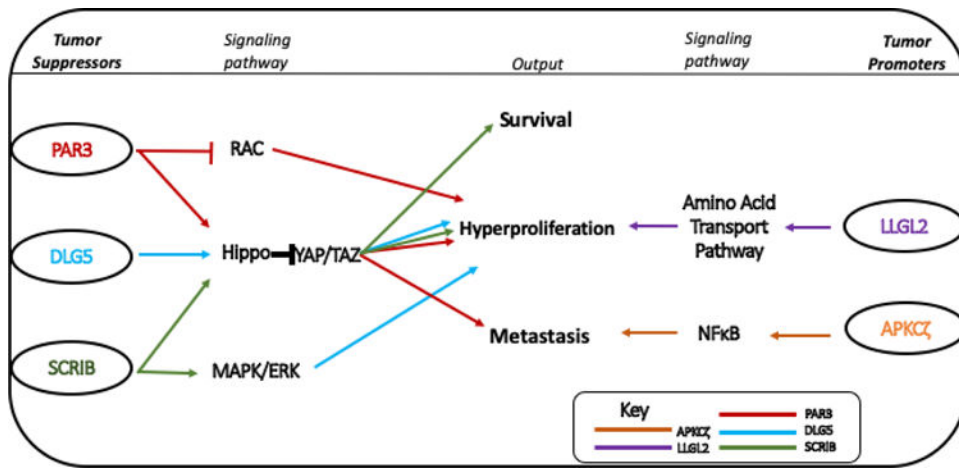 Tumor
Suppressors
Signaling
pathway
Output
Signaling
pathway
Tumor
Promoters
PAR3
RAC
Survival
DLG5
Hippo
YAP/TAZ
Hyperproliferation
Amino Acid
Transport
Pathway
LLGL2
SCRIB
MAPK/ERK
Metastasis
NFκB
APKCζ
Key
APKCζ
LLGL2
PAR3
DLG5
SCRIB